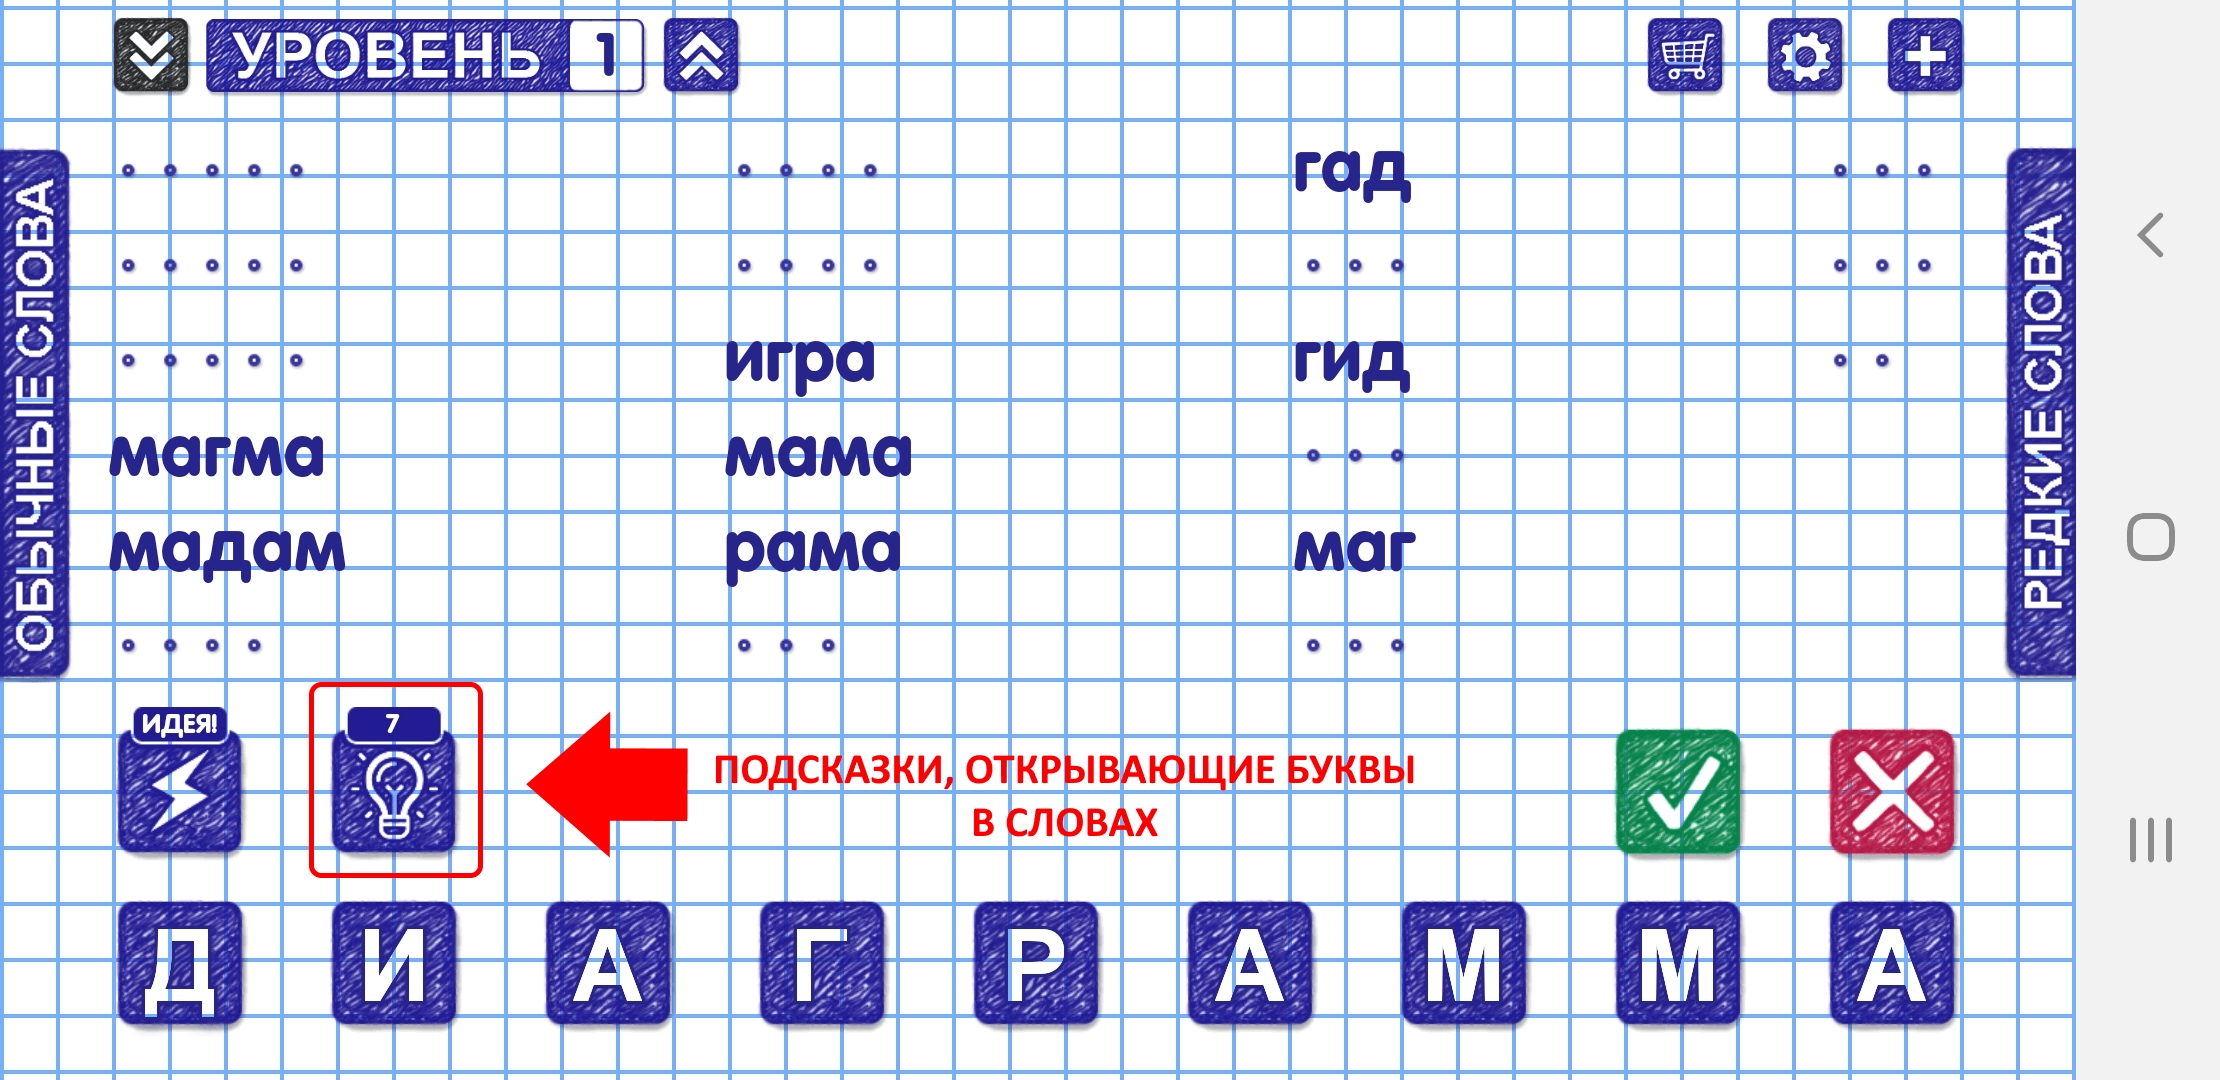 УРОВЕНЬ 1
ОБЫЧНЫЕ СЛОВА
гад
игра
гид
магма
мама
мадам
рама
маг
РЕДКИЕ СЛОВА
ИДЕЯ!
7
ПОДСКАЗКИ, ОТКРЫВАЮЩИЕ БУКВЫ
В СЛОВАХ
Д И А Г Р А М М А